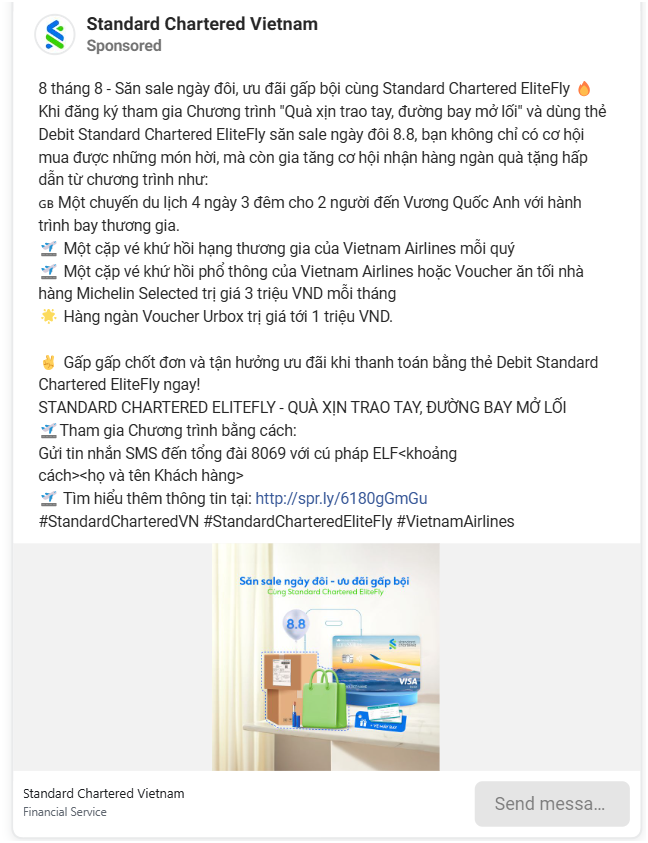 Standard Chartered Vietnam
Sponsored
8 tháng 8 - Săn sale ngày đôi, ưu đãi gấp bội cùng Standard Chartered EliteFly 🔥
Khi đăng ký tham gia Chương trình "Quà xịn trao tay, đường bay mở lối" và dùng thẻ
Debit Standard Chartered EliteFly săn sale ngày đôi 8.8, bạn không chỉ có cơ hội
mua được những món hời, mà còn gia tăng cơ hội nhận hàng ngàn quà tặng hấp
dẫn từ chương trình như:
GB Một chuyến du lịch 4 ngày 3 đêm cho 2 người đến Vương Quốc Anh với hành
trình bay thương gia.
🛫 Một cặp vé khứ hồi hạng thương gia của Vietnam Airlines mỗi quý
🛫 Một cặp vé khứ hồi phổ thông của Vietnam Airlines hoặc Voucher ăn tối nhà
hàng Michelin Selected trị giá 3 triệu VND mỗi tháng
🌟 Hàng ngàn Voucher Urbox trị giá tới 1 triệu VND.
✌ Gấp gấp chốt đơn và tận hưởng ưu đãi khi thanh toán bằng thẻ Debit Standard
Chartered EliteFly ngay!
STANDARD CHARTERED ELITEFLY - QUÀ XỊN TRAO TAY, ĐƯỜNG BAY MỞ LỐI
🛫Tham gia Chương trình bằng cách:
Gửi tin nhắn SMS đến tổng đài 8069 với cú pháp ELF<khoảng
cách><họ và tên Khách hàng>
🛫 Tìm hiểu thêm thông tin tại: http://spr.ly/6180gGmGu
#StandardCharteredVN #StandardCharteredEliteFly #VietnamAirlines
Săn sale ngày đôi - ưu đãi gấp bội
Cùng Standard Chartered EliteFly
8.8
VISA
VÉ MÁY BAY
Standard Chartered Vietnam
Financial Service
Send messa...